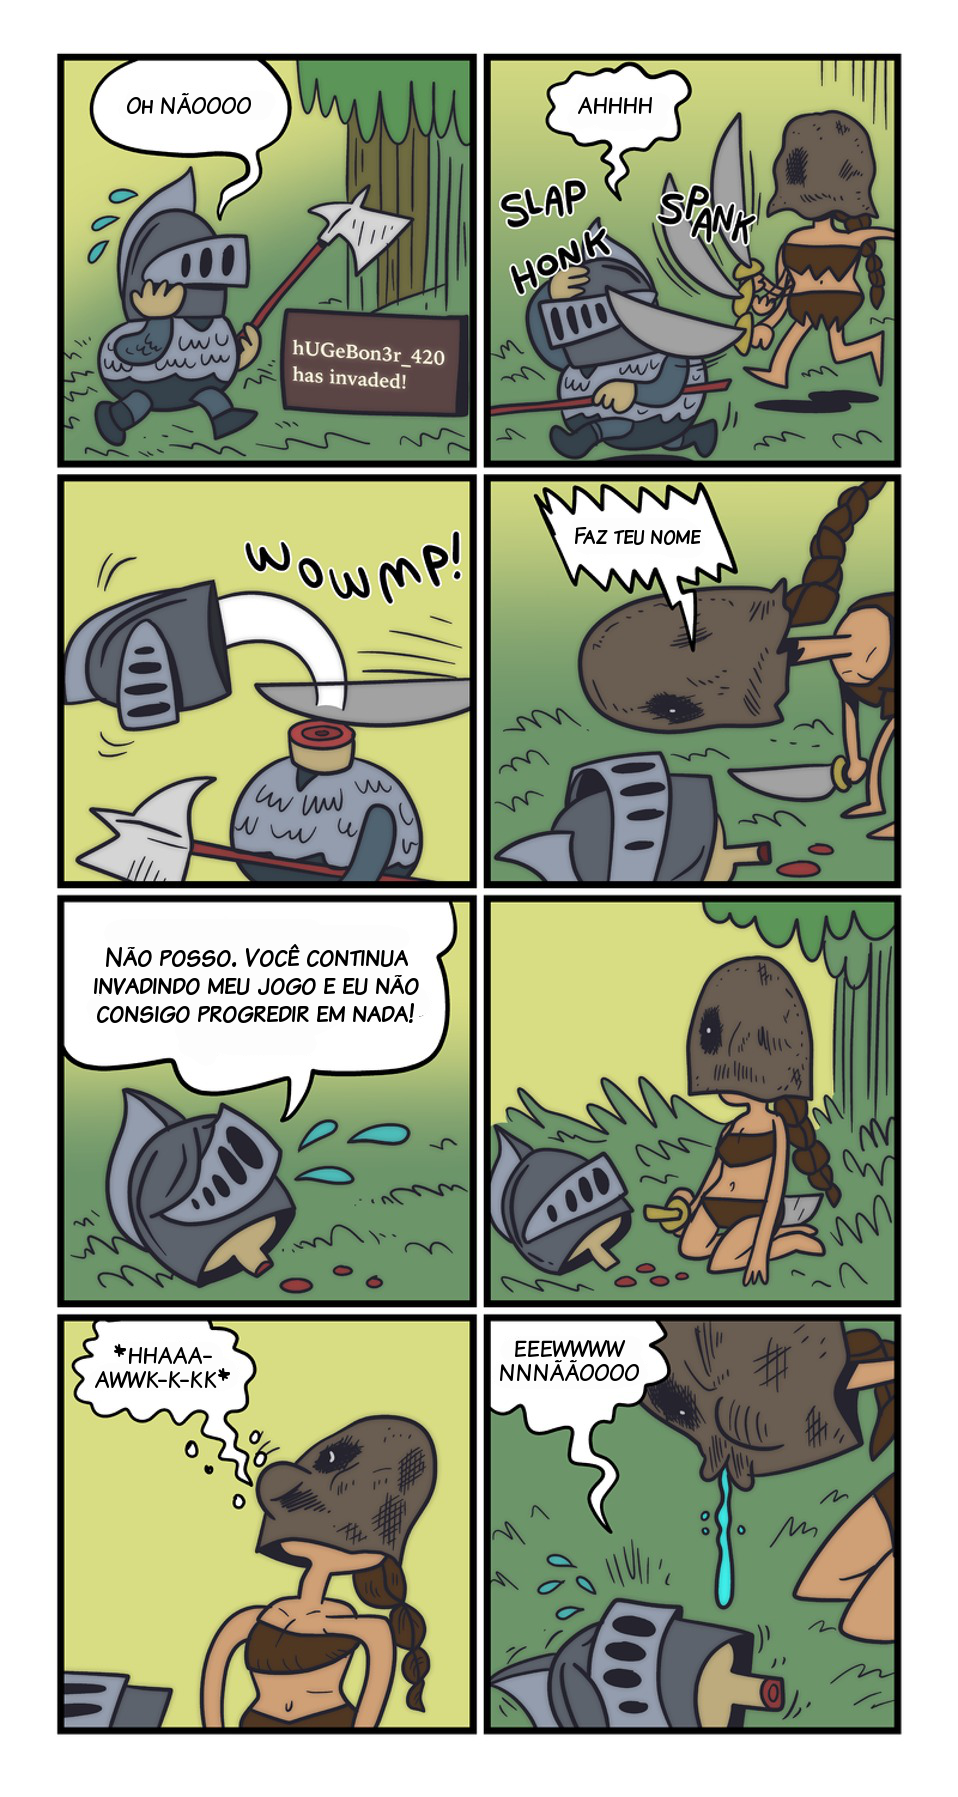 Oh NÃOOOO
hUGeBon3r_420
has invaded!
AHHHH
SLAP
SPANK
HONK
WOWMP!
FAZ TEU NOME
NÃO POSSO. VOCÊ CONTINUA
INVADINDO MEU JOGO E EU NÃO
CONSIGO PROGREDIR EM NADA!
*HHAAA-
AWWK-K-KK*
EEEWWWW
NNNÃÃOOOO